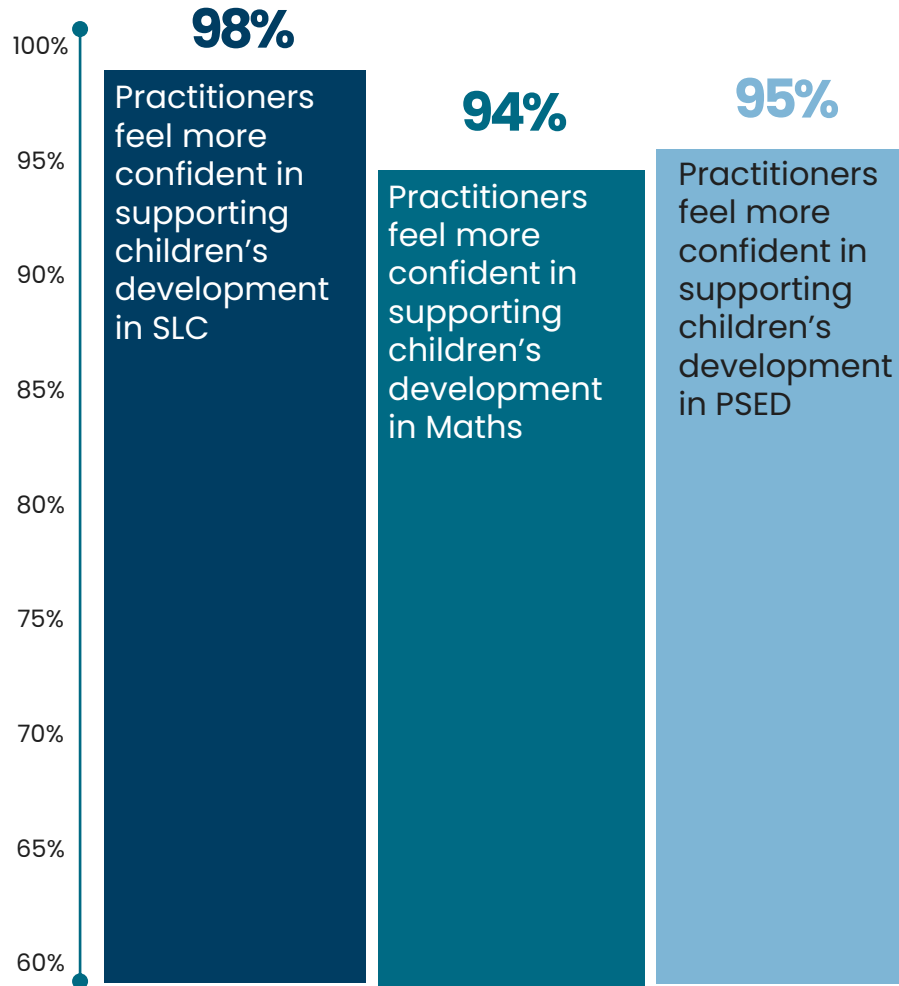 100%
95%
90%
85%
80%
75%
70%
65%
60%
98%
Practitioners
feel more
confident in
supporting
children’s
development
in SLC
94%
Practitioners
feel more
confident in
supporting
children’s
development
in Maths
95%
Practitioners
feel more
confident in
supporting
children’s
development
in PSED